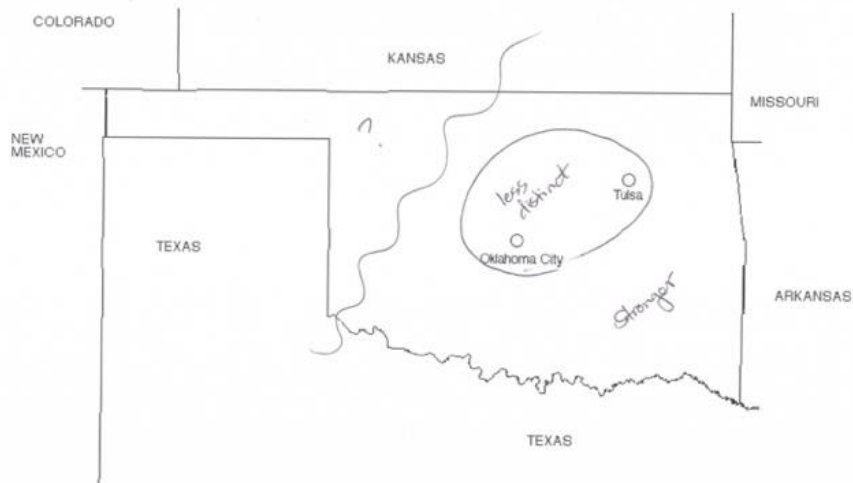 COLORADO
KANSAS
MISSOURI
NEW
MEXICO
?
less
distinct
Tulsa
TEXAS
Oklahoma City
Stronger
ARKANSAS
TEXAS